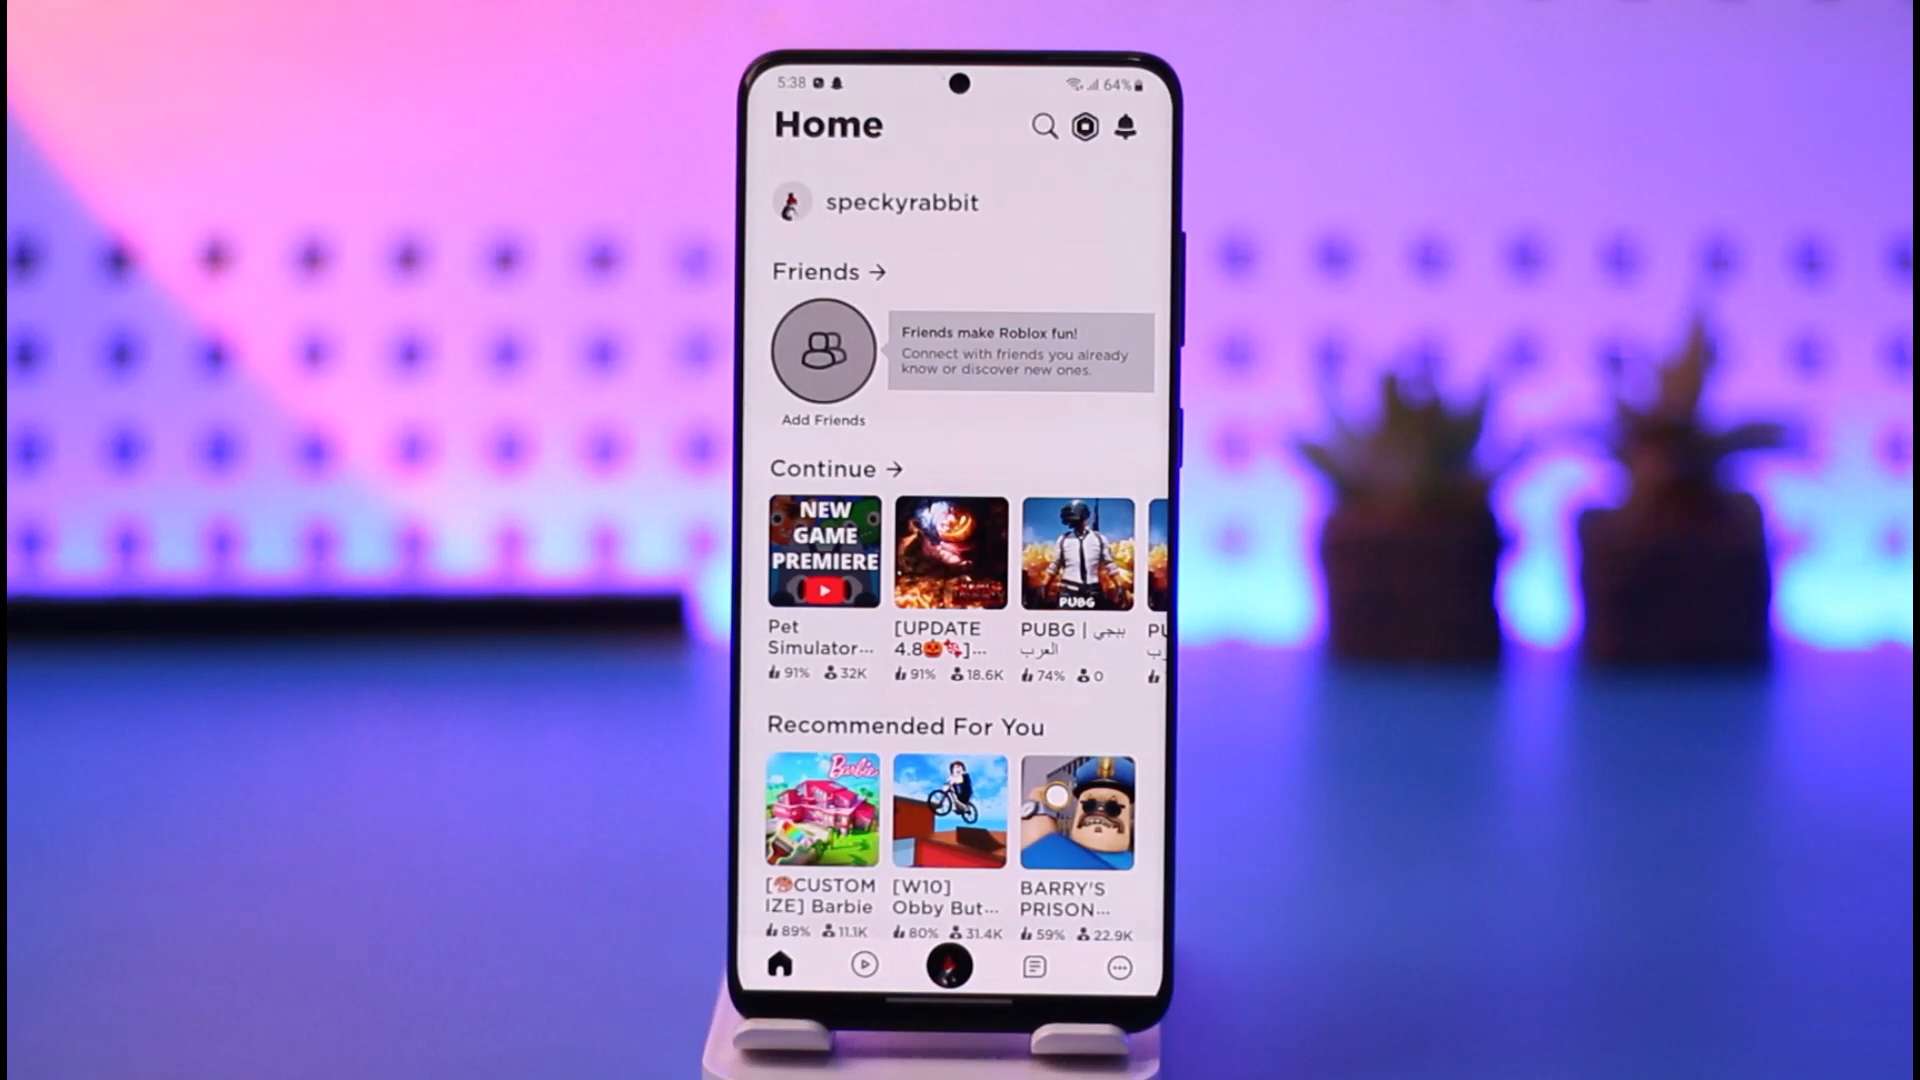 5:38
64%
Home
speckyrabbit
Friends →
Friends make Roblox fun!
Connect with friends you already
know or discover new ones.
Add Friends
Continue →
NEW
GAME
PREMIERE
PUBG
Pet
Simulator...
[UPDATE
4.8🎃🍬]...
PUBG | ببجي
العرب
91% 32K
91% 18.6K
74% 0
Recommended For You
Barbie
[🎨CUSTOM
IZE] Barbie
[W10]
Obby But...
BARRY'S
PRISON...
89% 11.1K
80% 31.4K
59% 22.9K